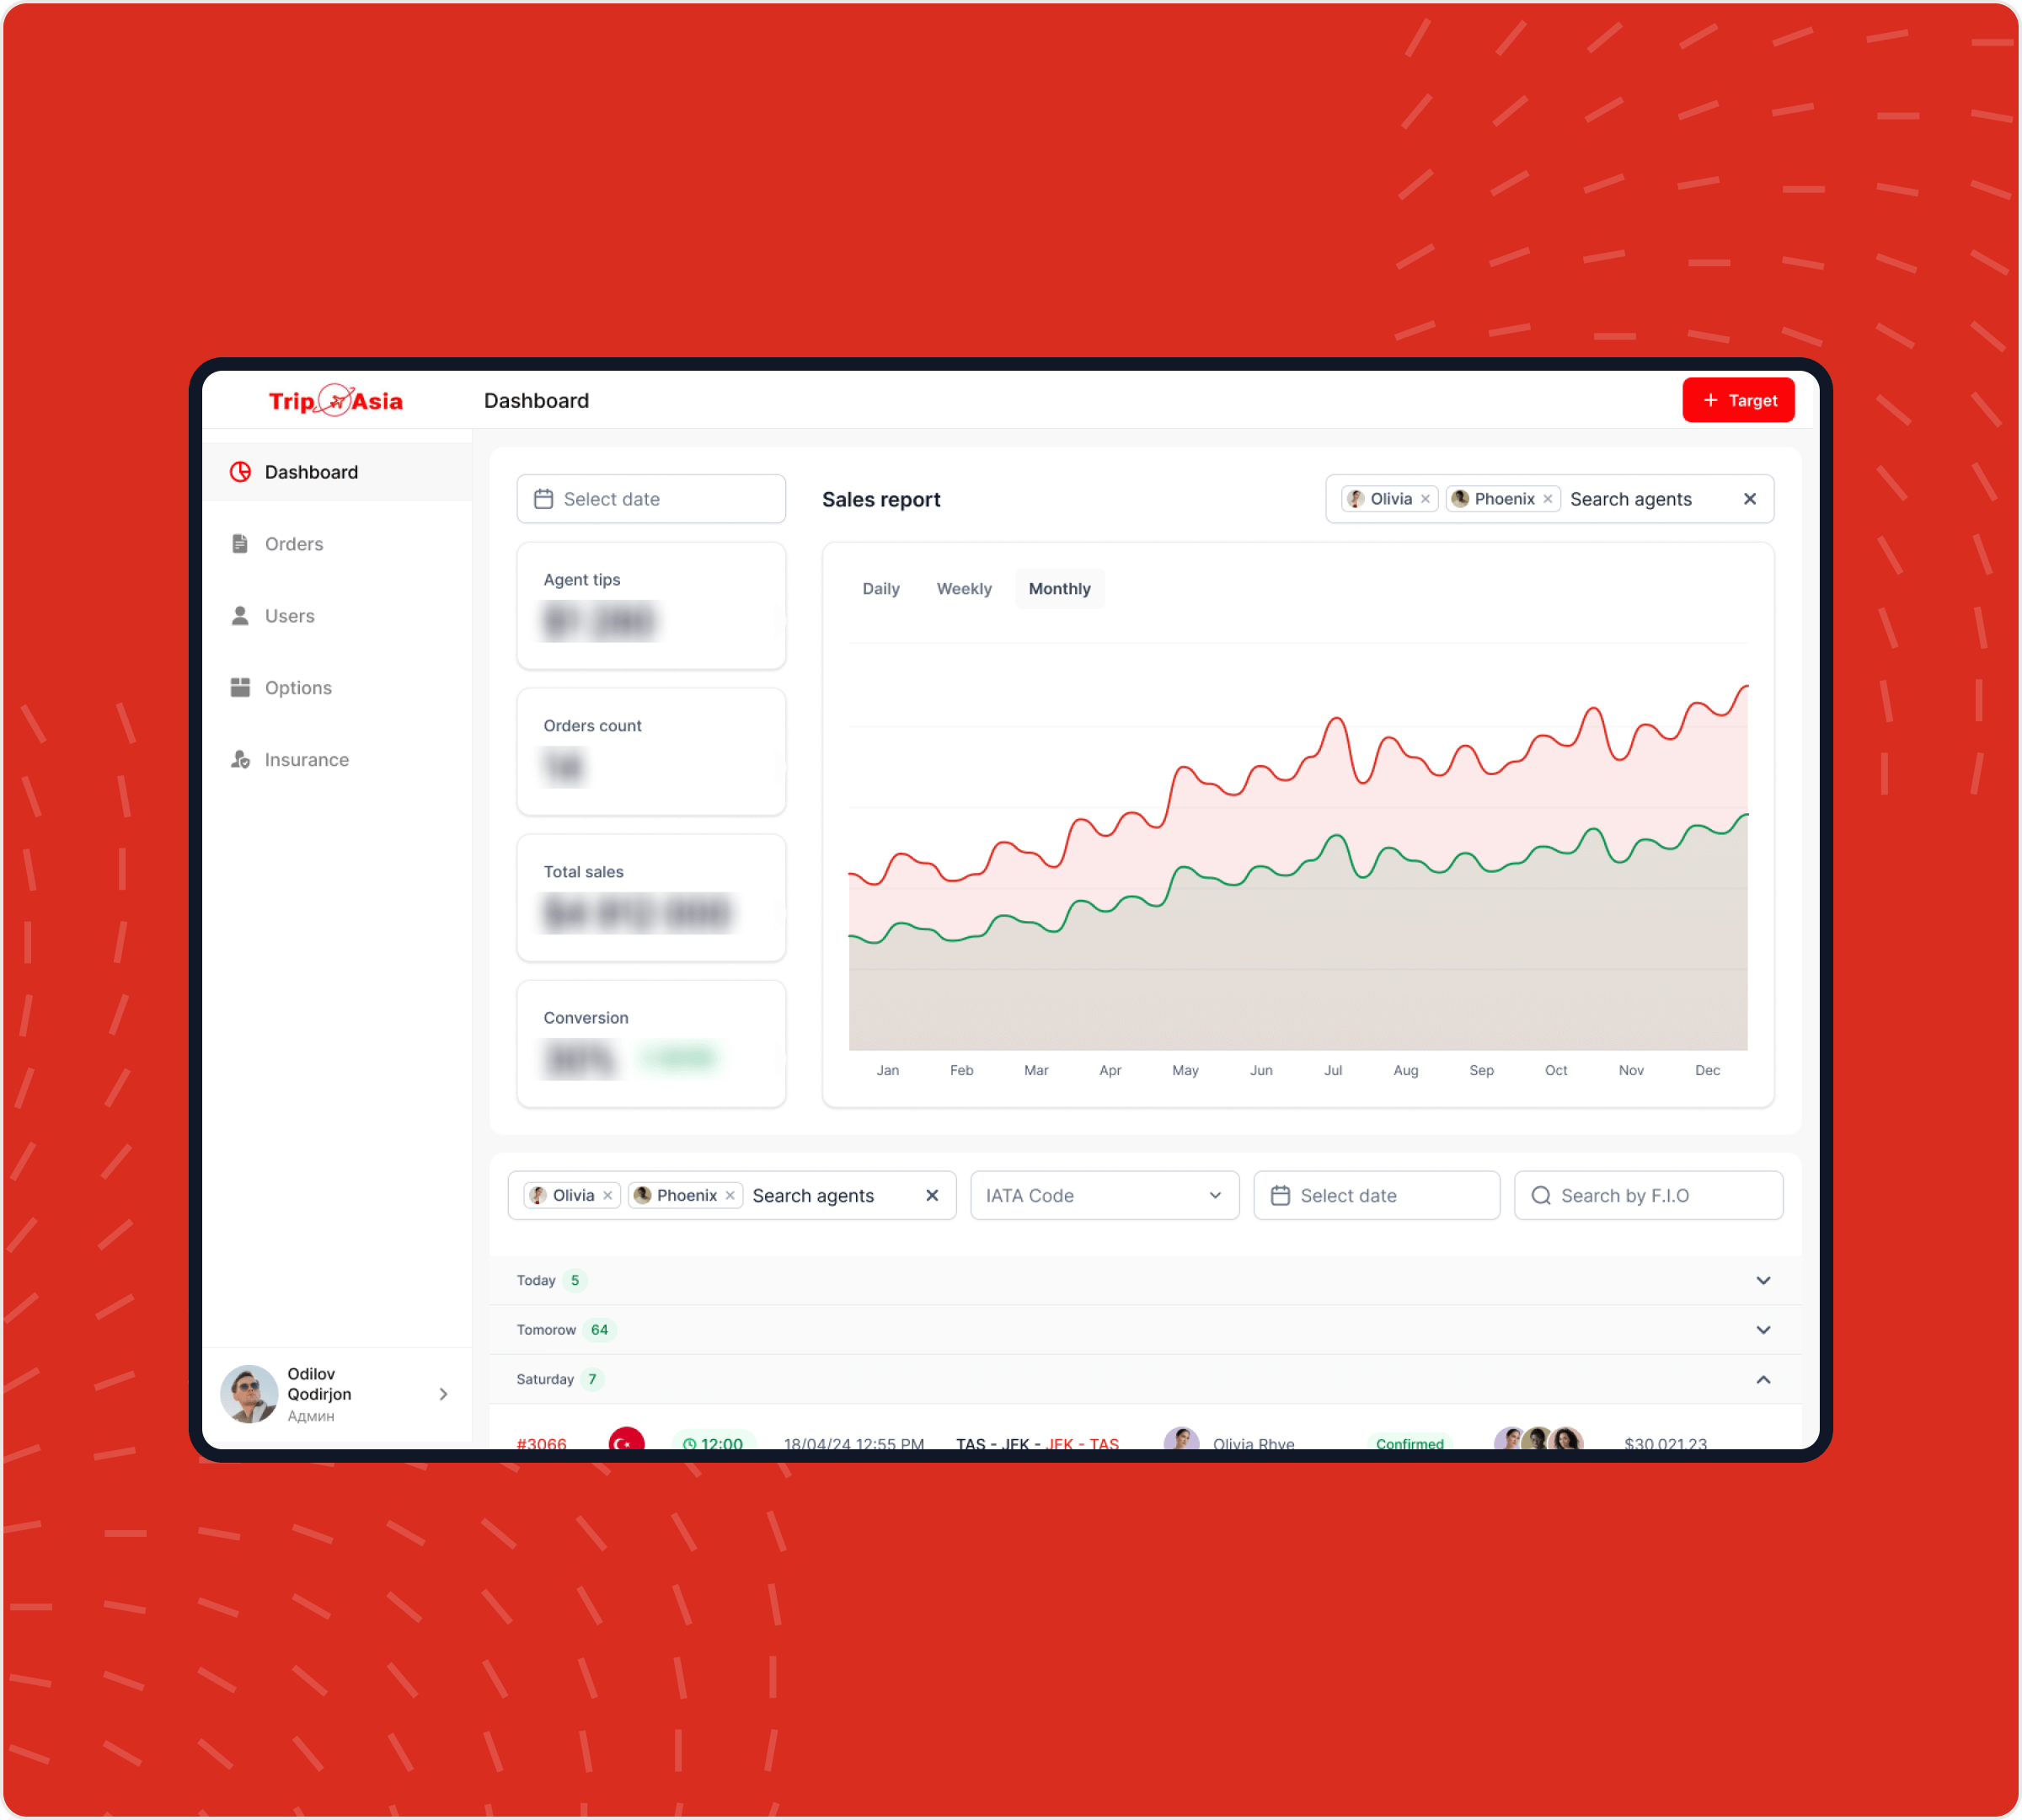 Trip Asia
Dashboard
+ Target
Dashboard
Orders
Users
Options
Insurance
Odilov
Qodirjon
Админ
Select date
Sales report
Olivia × Phoenix × Search agents ×
Agent tips
Orders count
Total sales
Conversion
Daily Weekly Monthly
Jan Feb Mar Apr May Jun Jul Aug Sep Oct Nov Dec
Olivia × Phoenix × Search agents × IATA Code Select date Search by F.I.O
Today 5
Tomorow 64
Saturday 7
#3066 12:00 18/04/24 12:55 PM TAS - JFK - JFK - TAS Olivia Rhye Confirmed $30 021.23